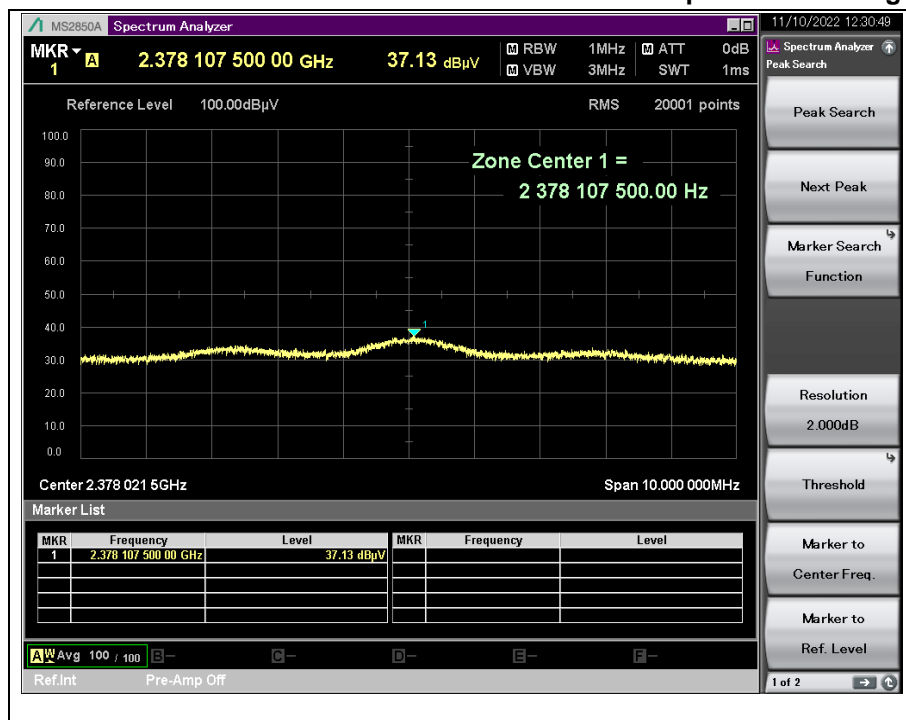 MS2850A Spectrum Analyzer
11/10/2022 12:30:49
MKR 1 A 2.378 107 500 00 GHz 37.13 dBµV
M RBW 1MHz M ATT 0dB
M VBW 3MHz SWT 1ms
Reference Level 100.00dBµV RMS 20001 points
100.0
90.0
80.0
70.0
60.0
50.0
40.0
30.0
20.0
10.0
0.0
Zone Center 1 =
2 378 107 500.00 Hz
1
Center 2.378 021 5GHz Span 10.000 000MHz
Marker List
MKR Frequency Level MKR Frequency Level
1 2.378 107 500 00 GHz 37.13 dBµV
A W Avg 100 / 100 B— C— D— E— F—
Ref.Int Pre-Amp Off
Spectrum Analyzer
Peak Search
Peak Search
Next Peak
Marker Search
Function
Resolution
2.000dB
Threshold
Marker to
Center Freq.
Marker to
Ref. Level
1 of 2